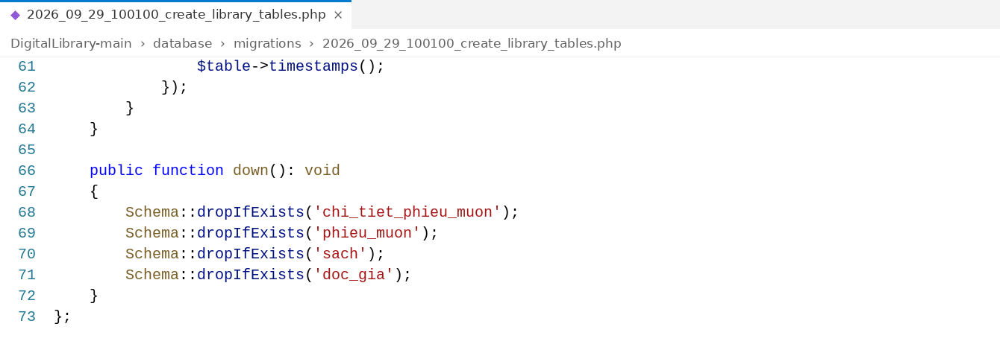 2026_09_29_100100_create_library_tables.php ×
DigitalLibrary-main › database › migrations › 2026_09_29_100100_create_library_tables.php
61                 $table->timestamps();
62             });
63         }
64     }
65
66     public function down(): void
67     {
68         Schema::dropIfExists('chi_tiet_phieu_muon');
69         Schema::dropIfExists('phieu_muon');
70         Schema::dropIfExists('sach');
71         Schema::dropIfExists('doc_gia');
72     }
73 };